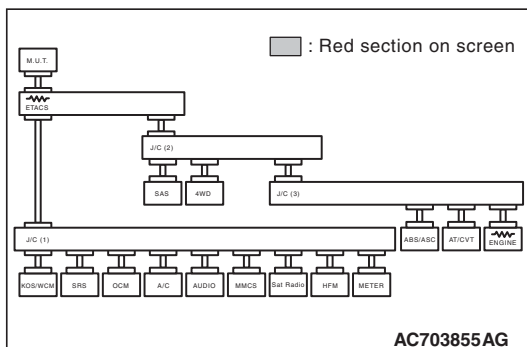 : Red section on screen
M.U.T.
ETACS
J/C (2)
SAS
4WD
J/C (3)
J/C (1)
ABS/ASC
AT/CVT
ENGINE
KOS/WCM
SRS
OCM
A/C
AUDIO
MMCS
Sat Radio
HFM
METER
AC703855AG